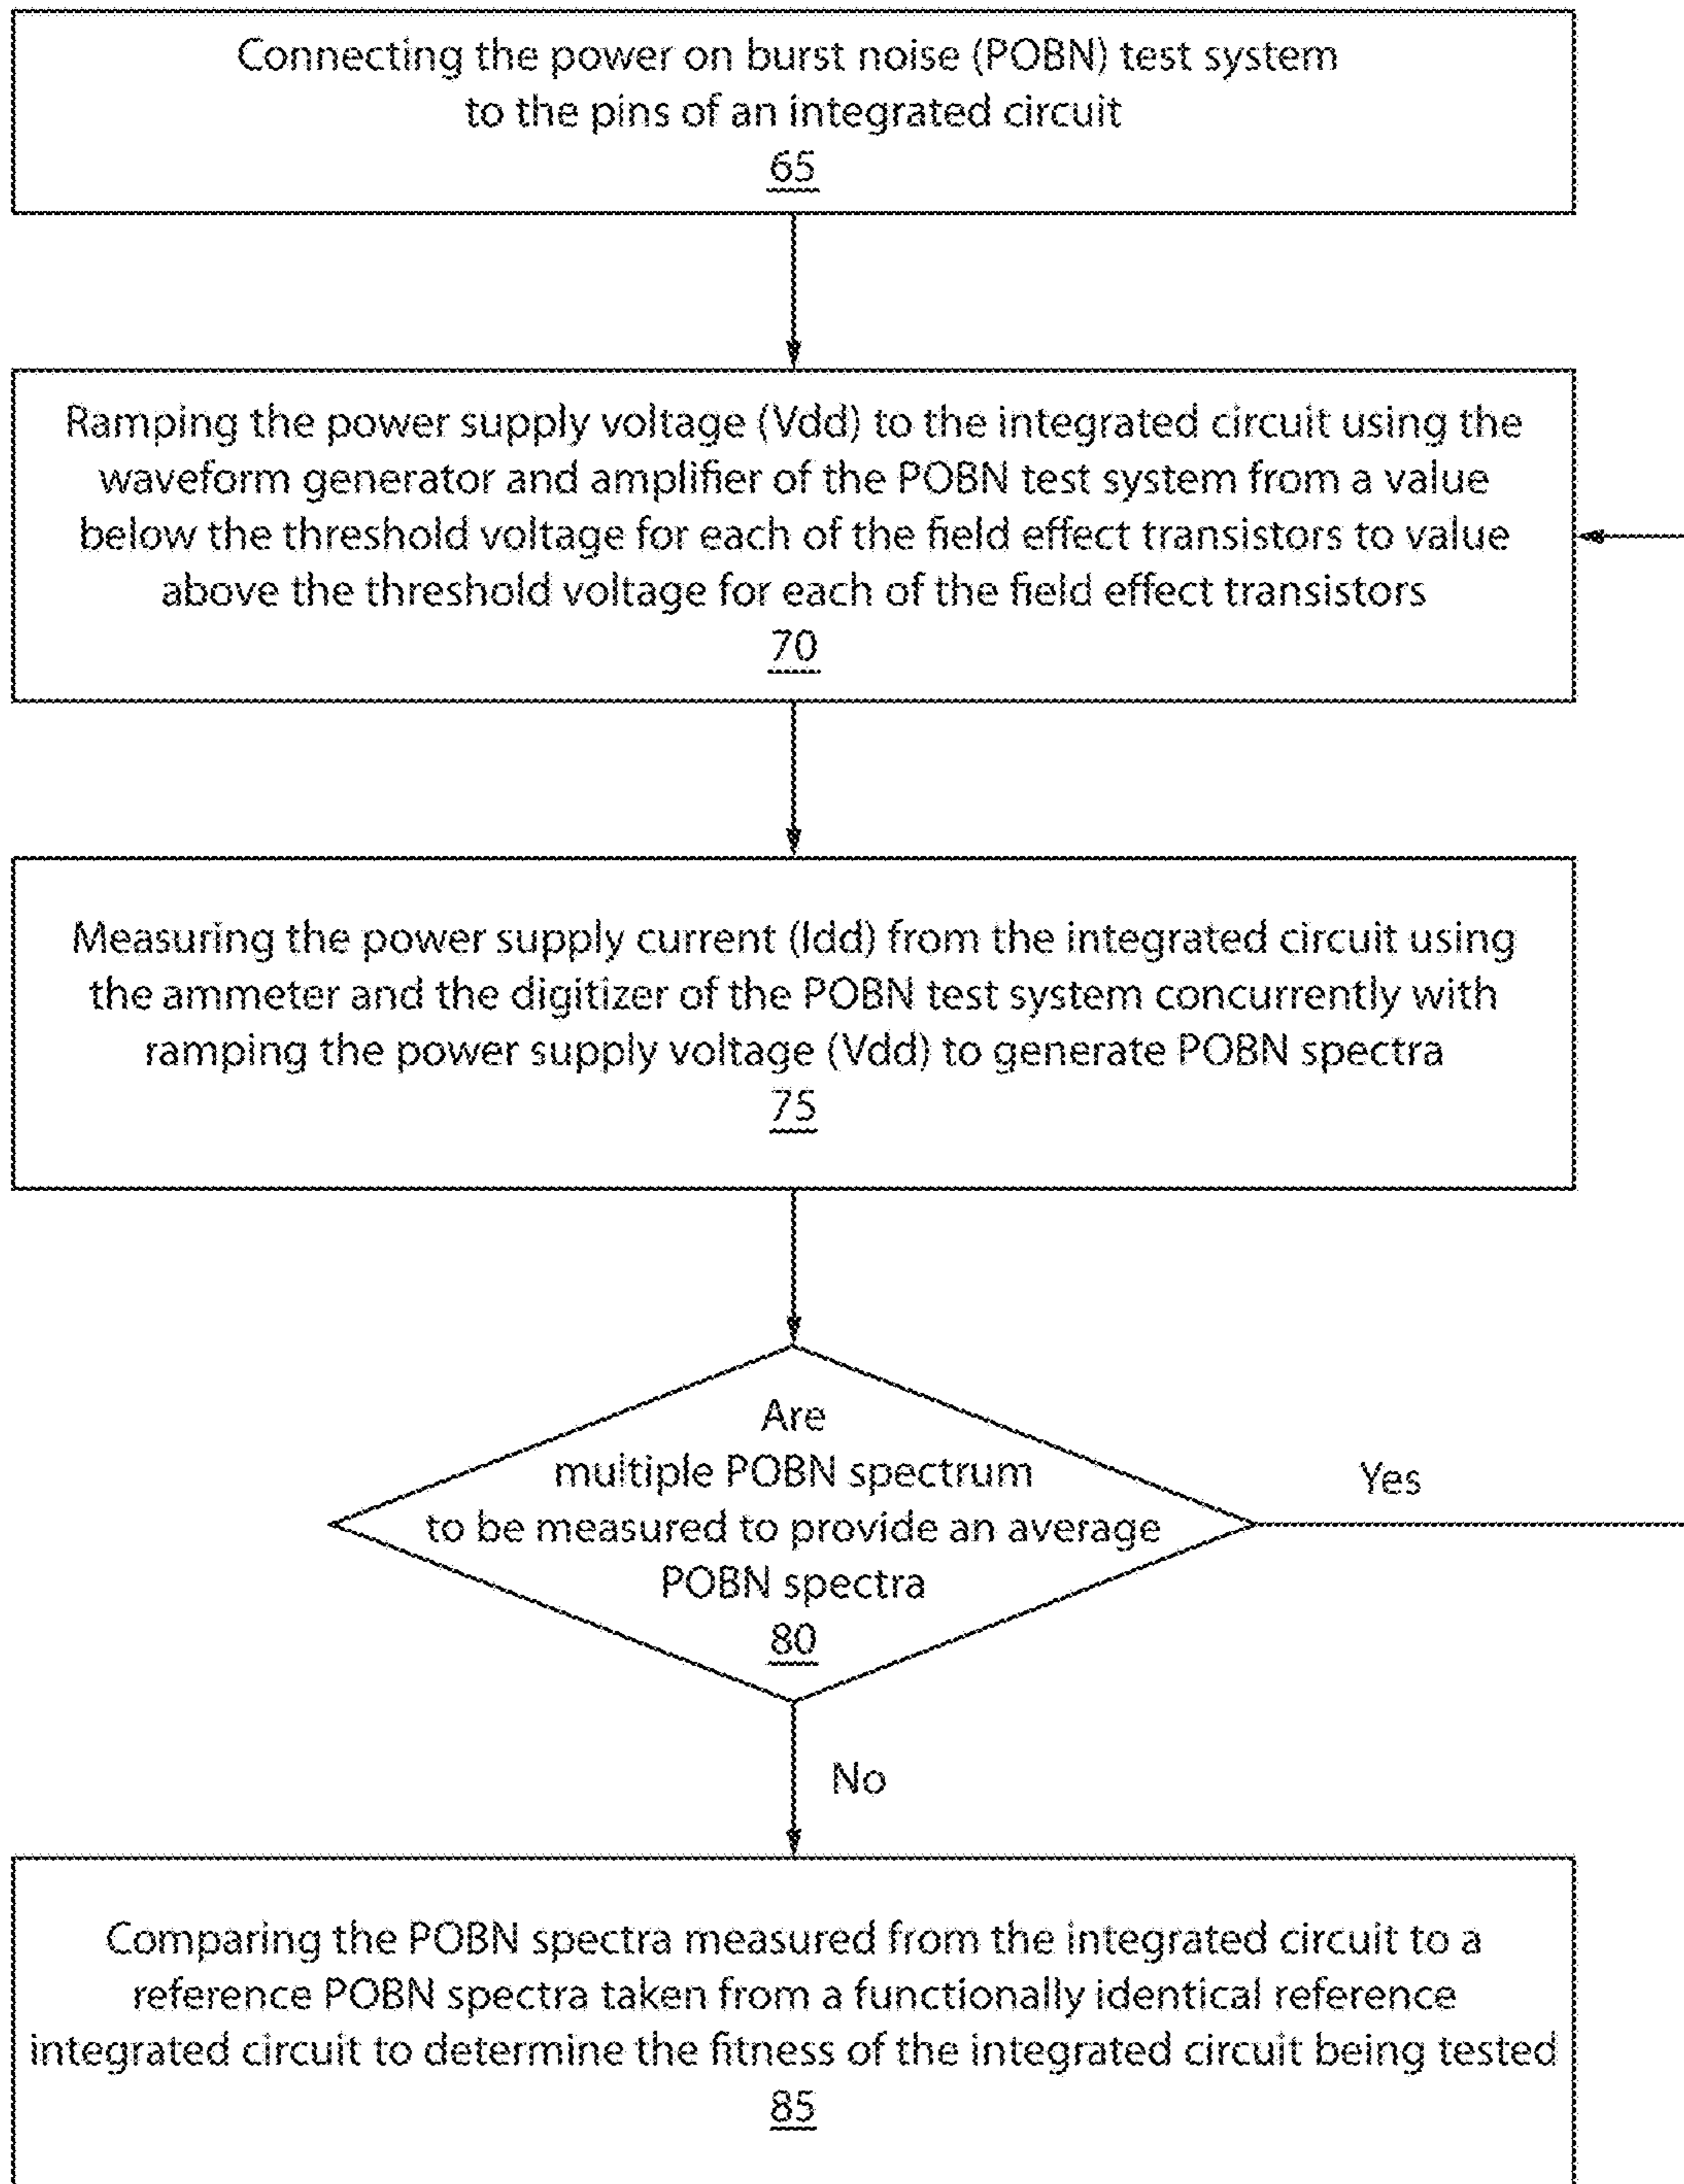 Connecting the power on burst noise (POBN) test system
to the pins of an integrated circuit
65
Ramping the power supply voltage (Vdd) to the integrated circuit using the
waveform generator and amplifier of the POBN test system from a value
below the threshold voltage for each of the field effect transistors to value
above the threshold voltage for each of the field effect transistors
70
Measuring the power supply current (Idd) from the integrated circuit using
the ammeter and the digitizer of the POBN test system concurrently with
ramping the power supply voltage (Vdd) to generate POBN spectra
75
Are
multiple POBN spectrum
to be measured to provide an average
POBN spectra
80
Yes
No
Comparing the POBN spectra measured from the integrated circuit to a
reference POBN spectra taken from a functionally identical reference
integrated circuit to determine the fitness of the integrated circuit being tested
85